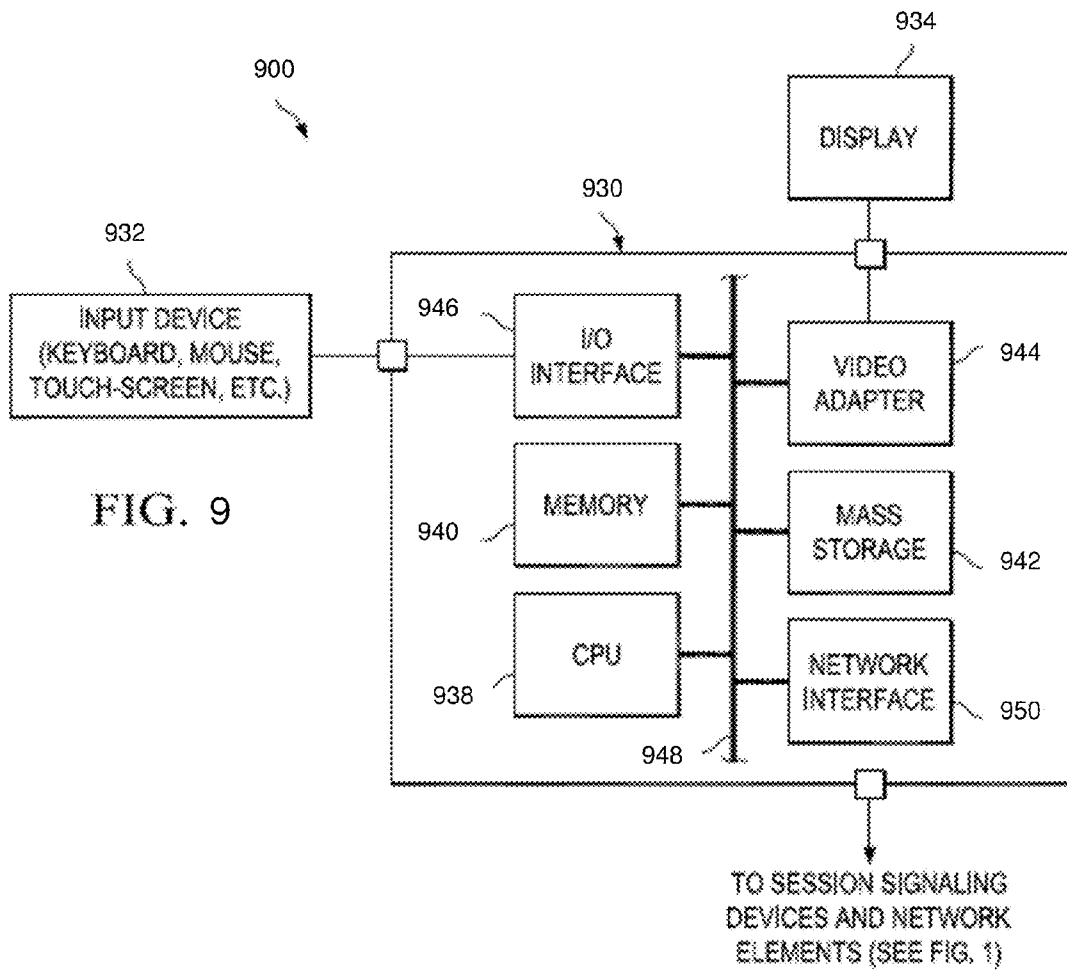 934
900
DISPLAY
930
932
INPUT DEVICE
(KEYBOARD, MOUSE,
TOUCH-SCREEN, ETC.)
946
I/O
INTERFACE
944
VIDEO
ADAPTER
FIG. 9
940
MEMORY
MASS
STORAGE
942
938
CPU
NETWORK
INTERFACE
950
948
TO SESSION SIGNALING
DEVICES AND NETWORK
ELEMENTS (SEE FIG. 1)